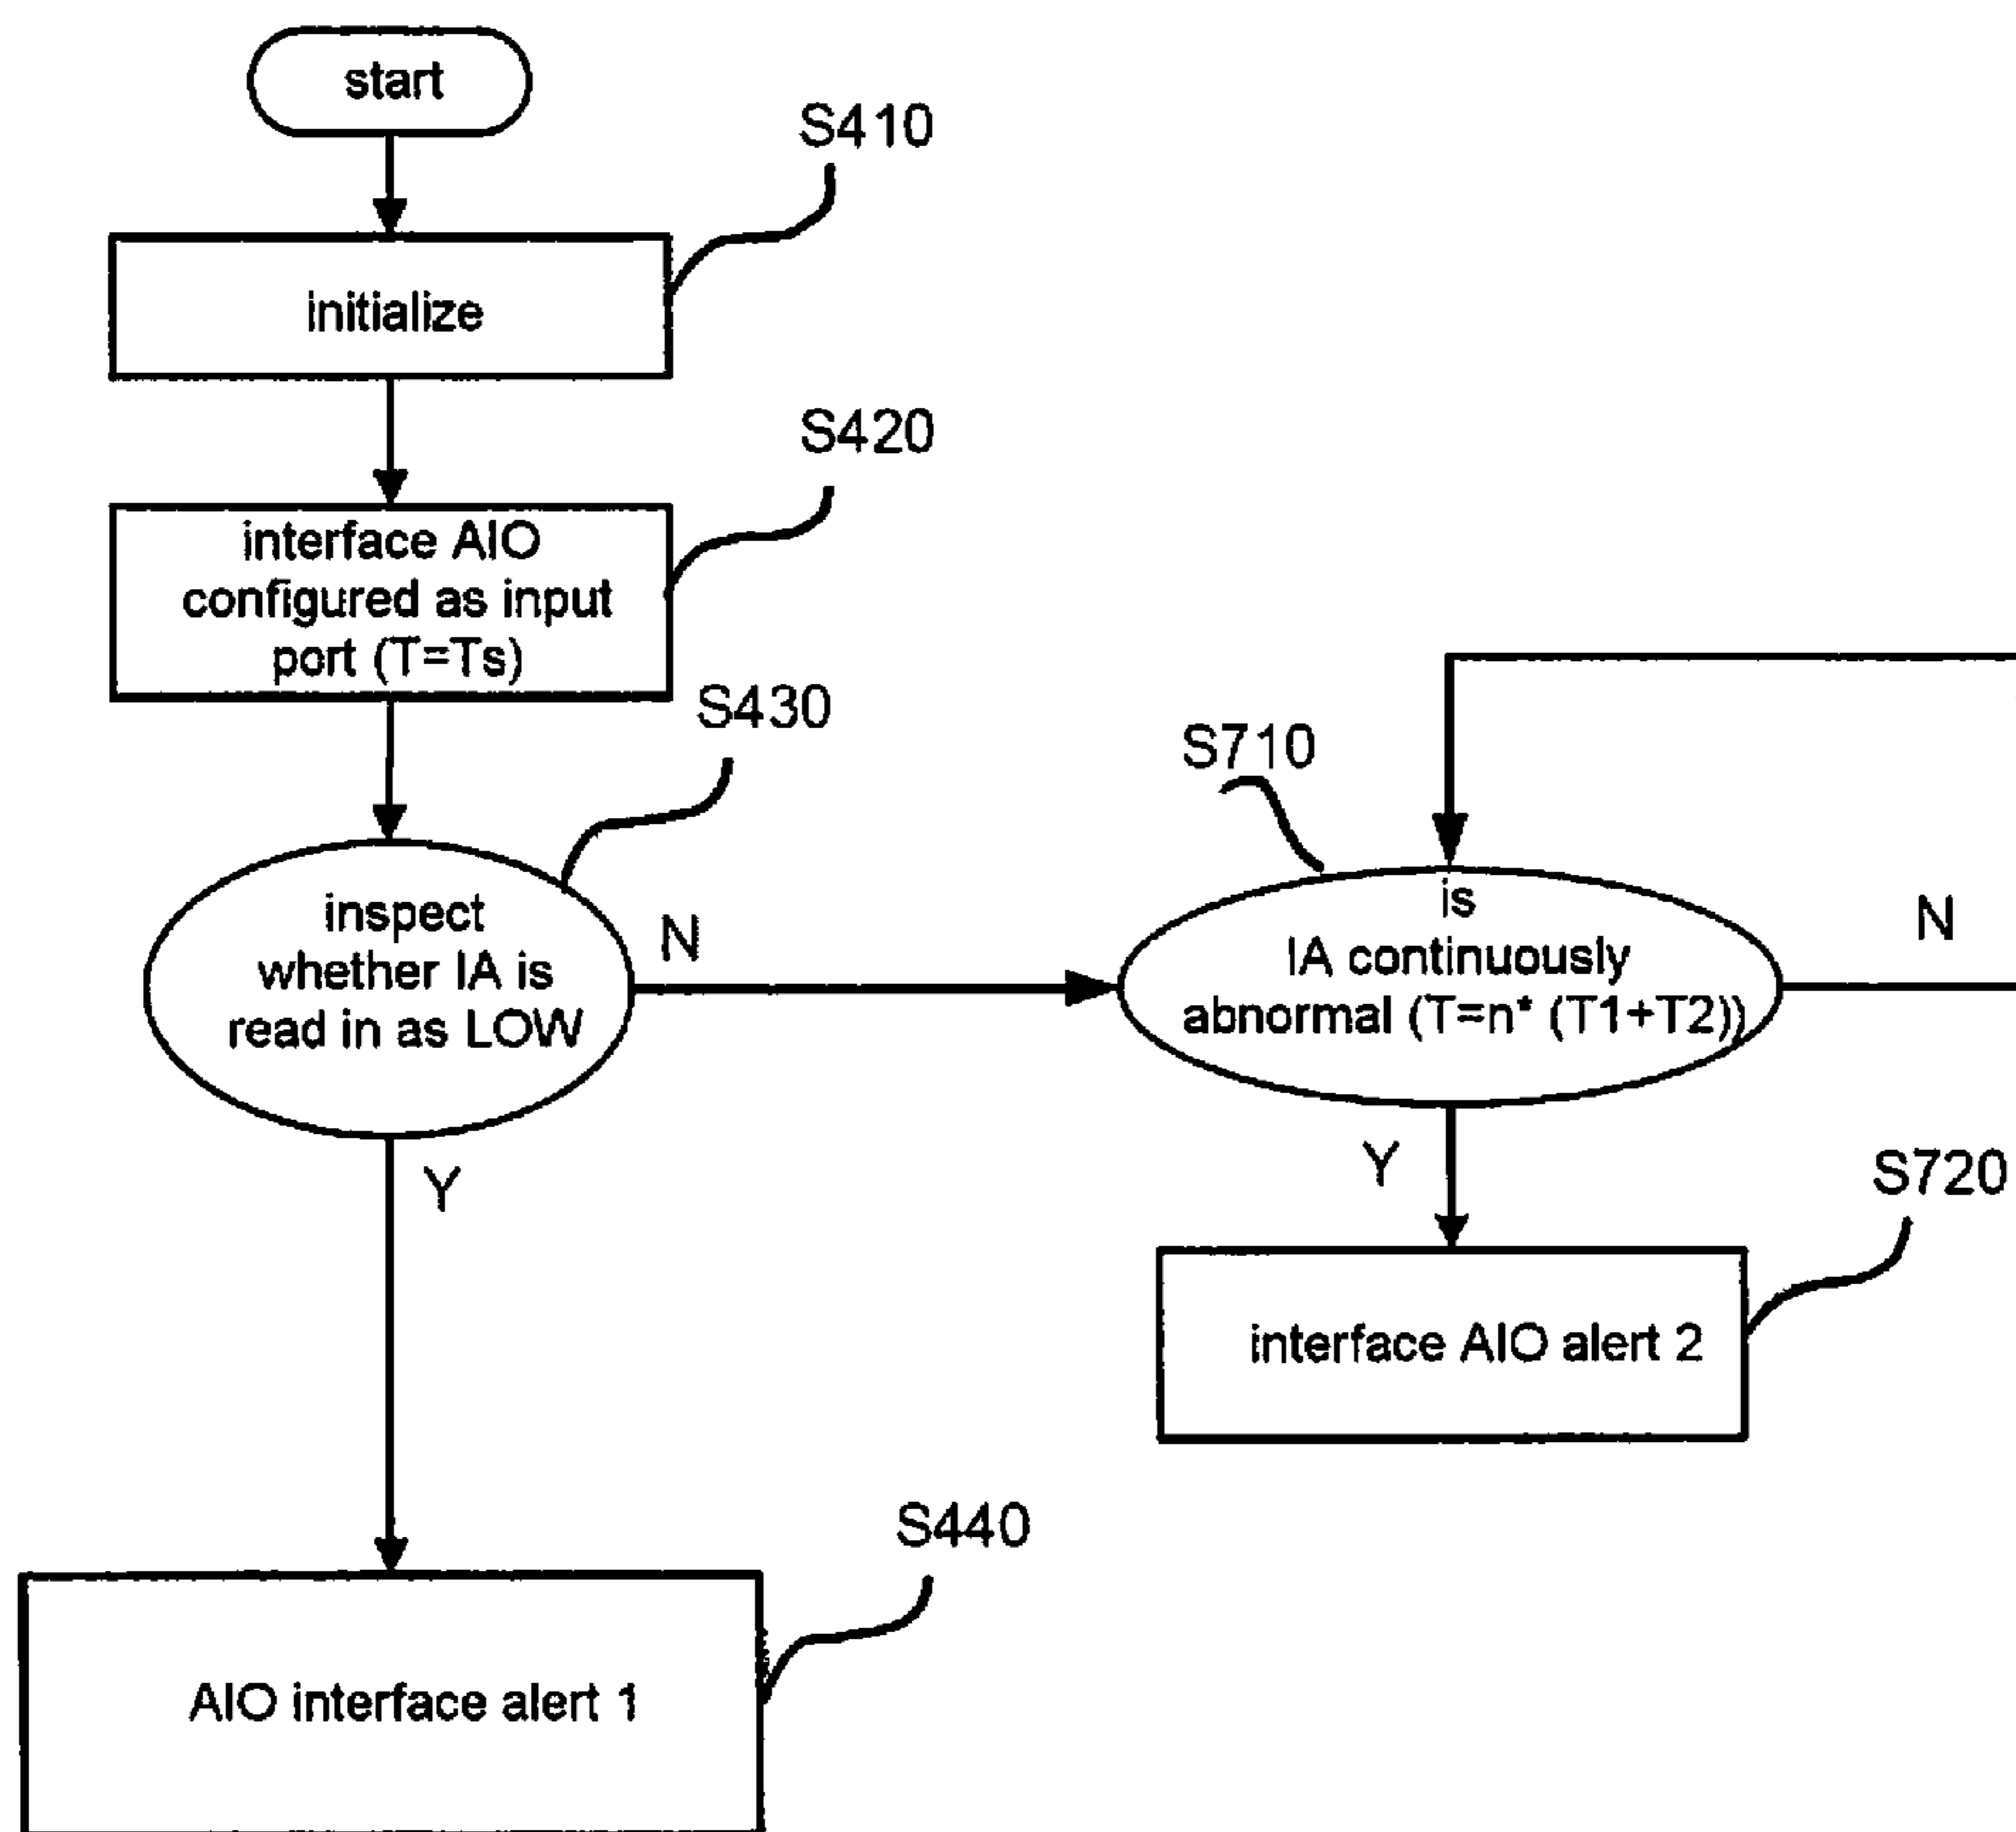 start
S410
initialize
S420
interface AIO
configured as input
port (T=Ts)
S430
inspect
whether IA is
read in as LOW
N
Y
S710
is
IA continuously
abnormal (T=n* (T1+T2))
N
Y
S720
interface AIO alert 2
S440
AIO interface alert 1